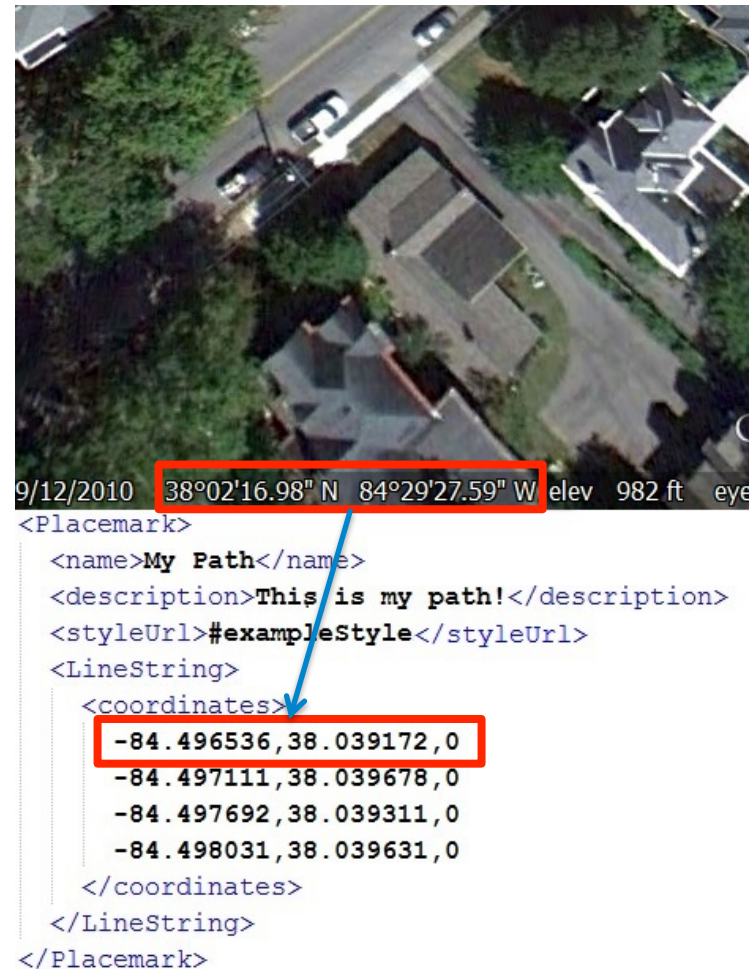 9/12/2010 38°02'16.98" N 84°29'27.59" W elev 982 ft eye
<Placemark>
<name>My Path</name>
<description>This is my path!</description>
<styleUrl>#exampleStyle</styleUrl>
<LineString>
<coordinates>
-84.496536,38.039172,0
-84.497111,38.039678,0
-84.497692,38.039311,0
-84.498031,38.039631,0
</coordinates>
</LineString>
</Placemark>